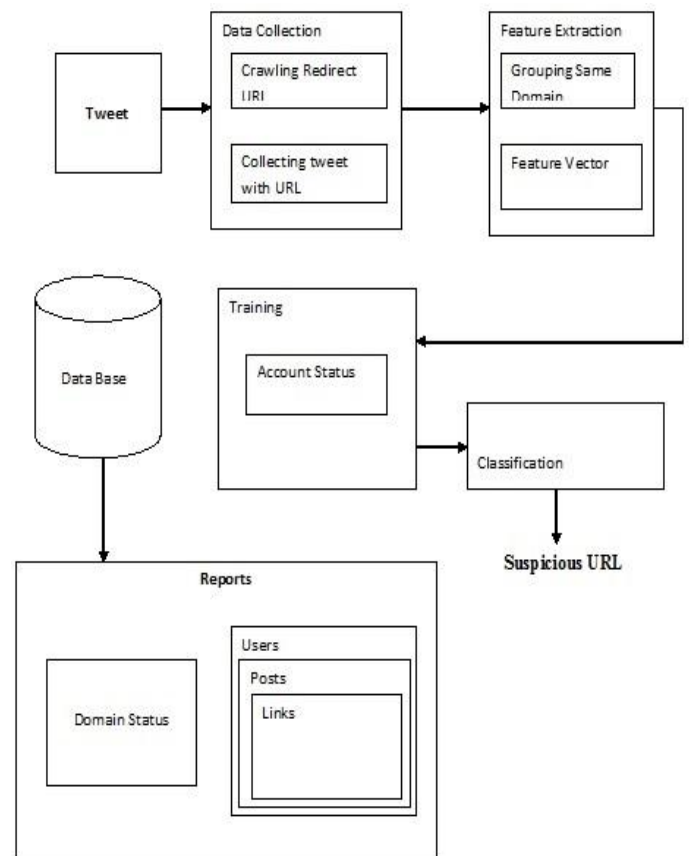 Tweet
Data Collection
Crawling Redirect
URL
Collecting tweet
with URL
Feature Extraction
Grouping Same
Domain
Feature Vector
Data Base
Training
Account Status
Classification
Suspicious URL
Reports
Domain Status
Users
Posts
Links